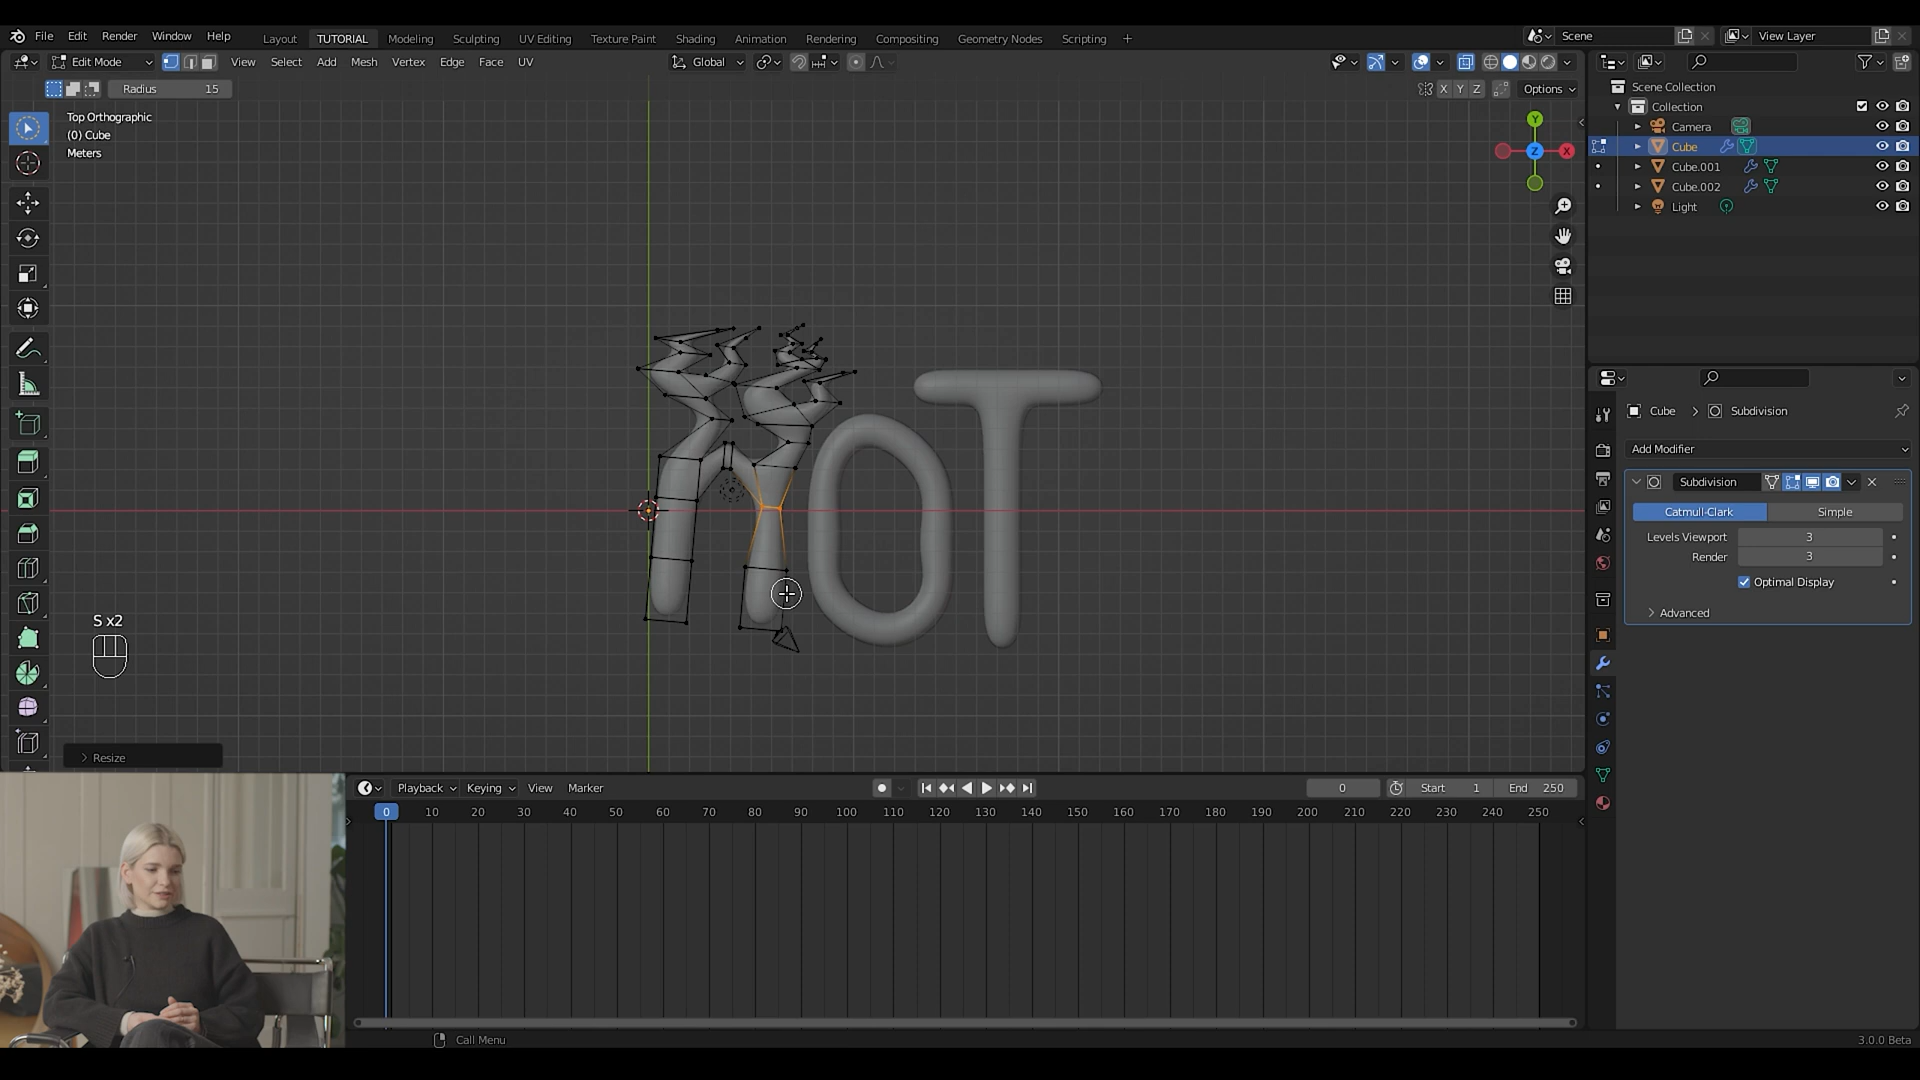 File Edit Render Window Help Layout TUTORIAL Modeling Sculpting UV Editing Texture Paint Shading Animation Rendering Compositing Geometry Nodes Scripting + Scene View Layer
Edit Mode View Select Add Mesh Vertex Edge Face UV Global
Radius 15 X Y Z Options
Top Orthographic
(0) Cube
Meters
Y
Z X
Scene Collection
Collection
Camera
Cube
Cube.001
Cube.002
Light
OT
Cube > Subdivision
Add Modifier
Subdivision
Catmull-Clark Simple
Levels Viewport 3
Render 3
Optimal Display
Advanced
S x2
Resize
Playback Keying View Marker 0 Start 1 End 250
0 10 20 30 40 50 60 70 80 90 100 110 120 130 140 150 160 170 180 190 200 210 220 230 240 250
Call Menu 3.0.0 Beta